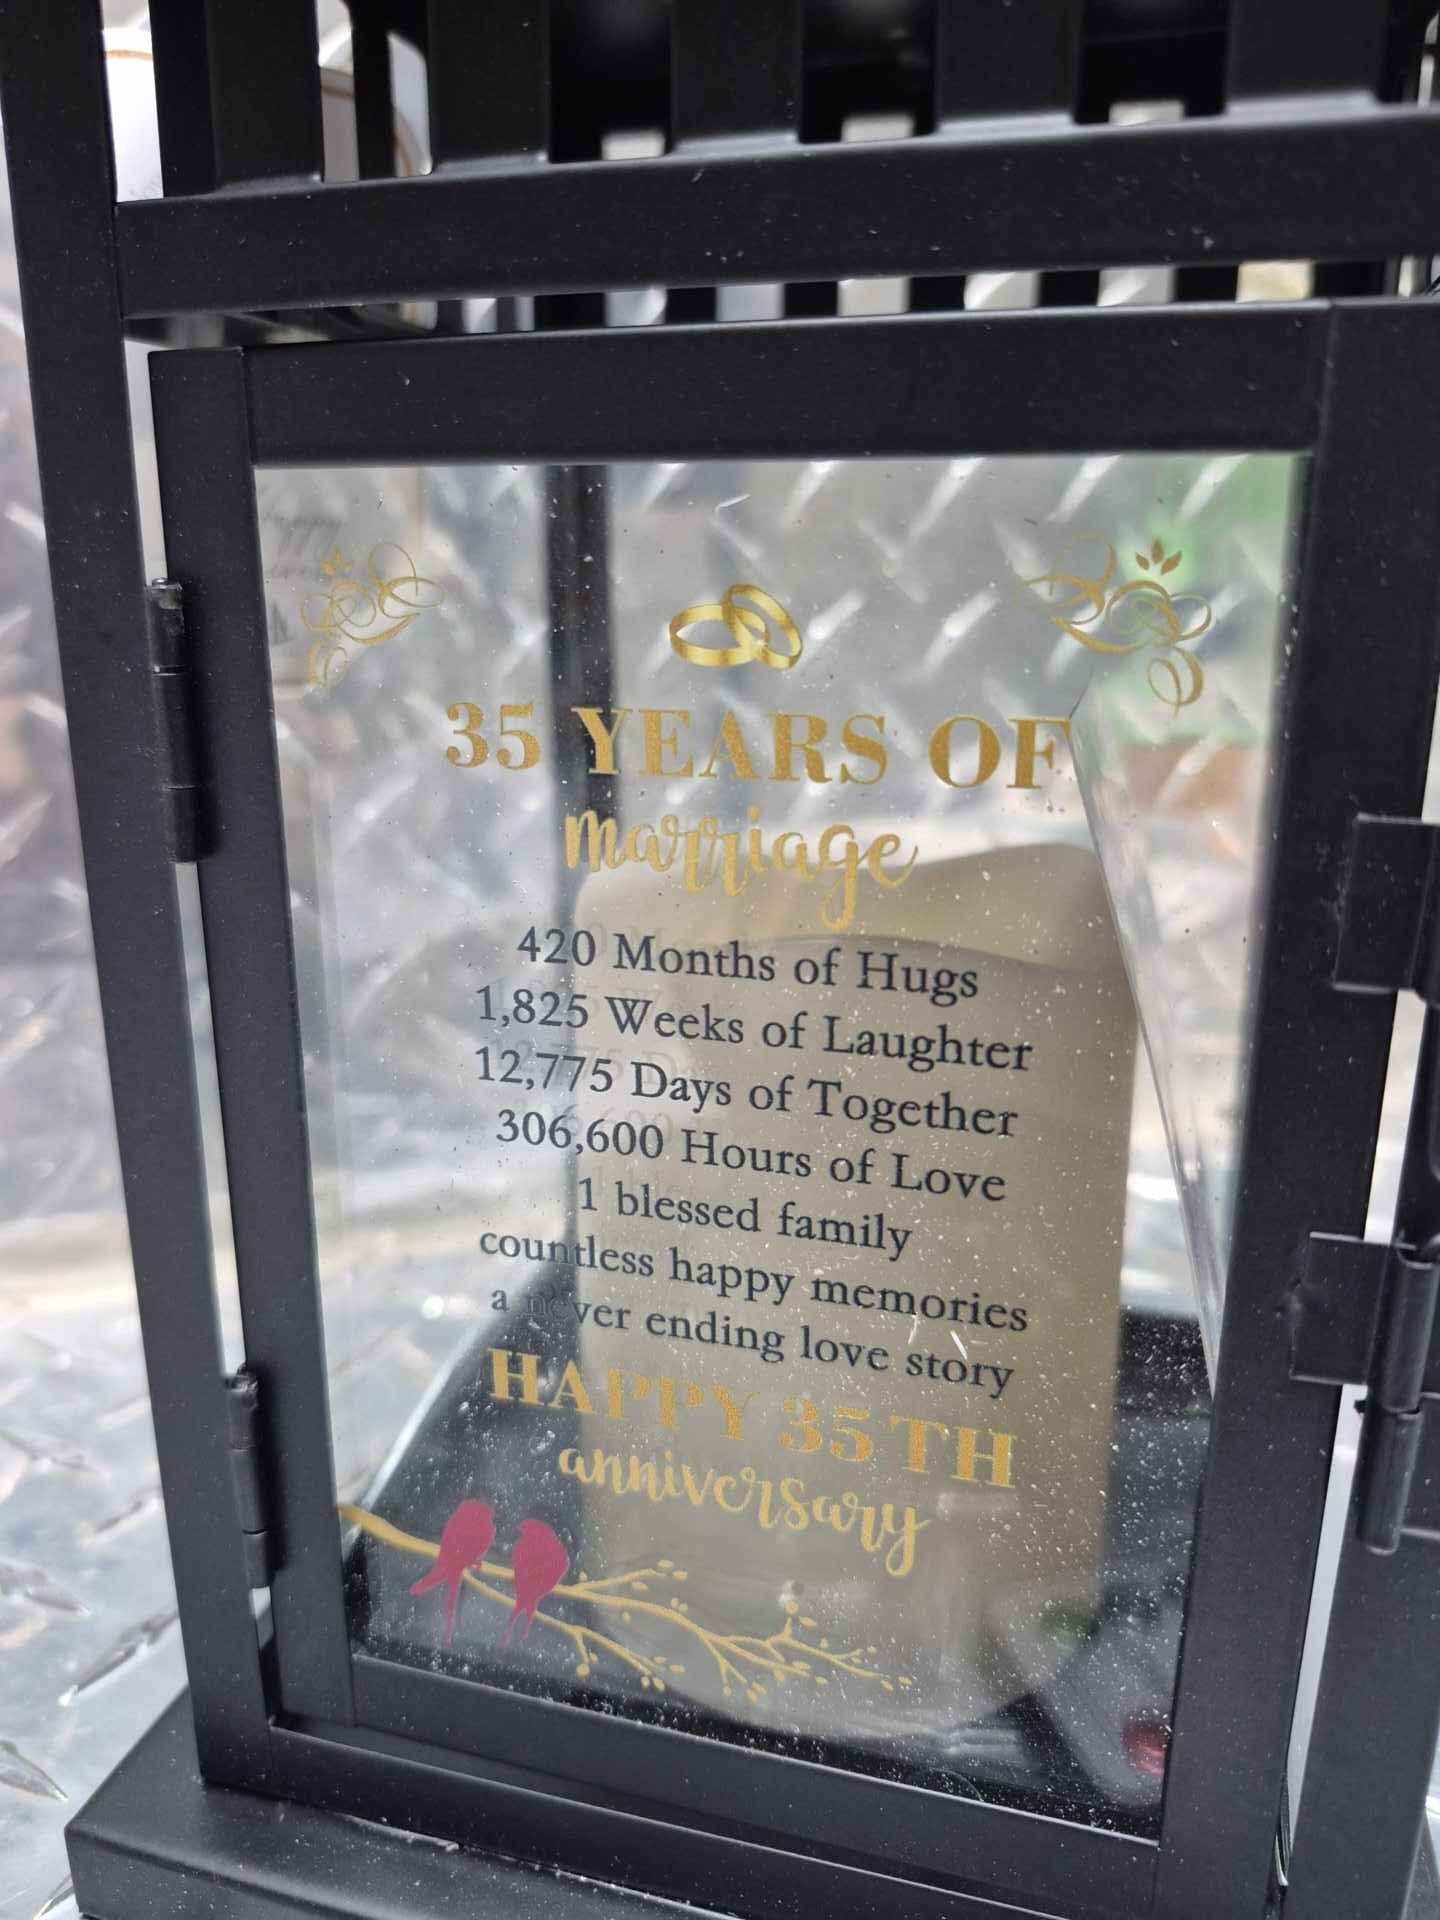 35 YEARS OF
marriage
420 Months of Hugs
1,825 Weeks of Laughter
12,775 Days of Together
306,600 Hours of Love
1 blessed family
countless happy memories
a never ending love story
HAPPY 35TH
anniversary